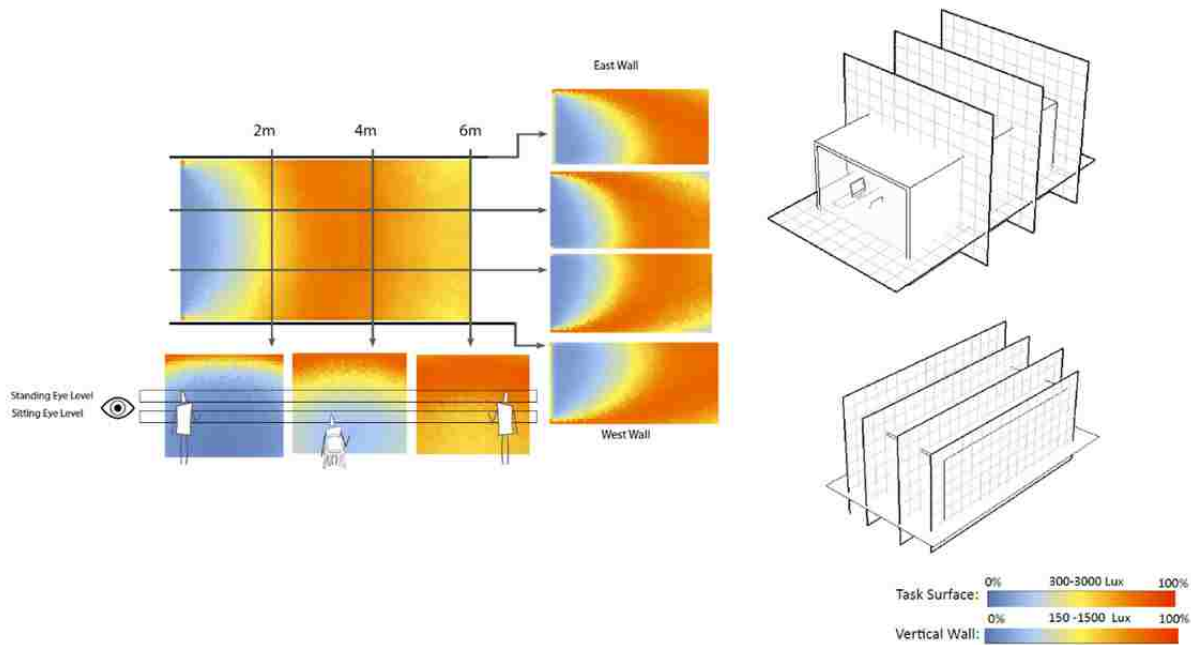 East Wall
2m 4m 6m
Standing Eye Level
Sitting Eye Level
West Wall
0% 300-3000 Lux 100%
Task Surface:
0% 150 -1500 Lux 100%
Vertical Wall: